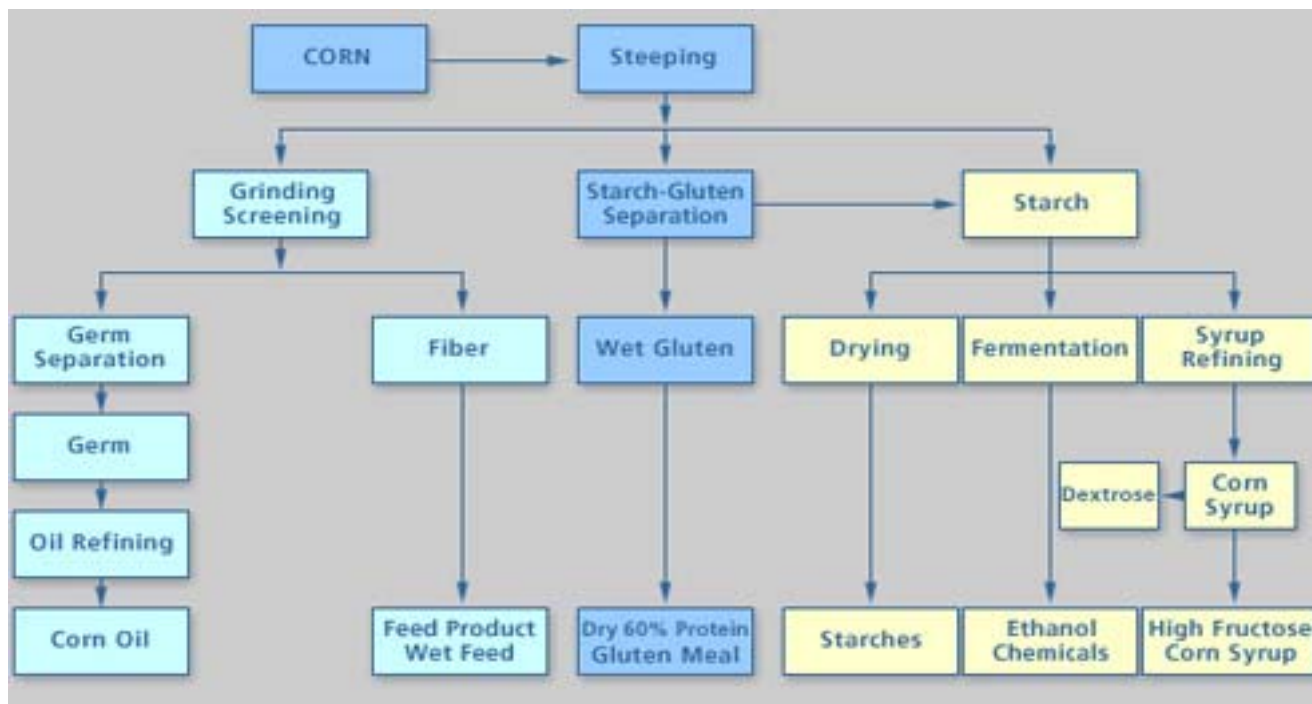 CORN
Steeping
Grinding
Screening
Starch-Gluten
Separation
Starch
Germ
Separation
Fiber
Wet Gluten
Drying
Fermentation
Syrup
Refining
Germ
Dextrose
Corn
Syrup
Oil Refining
Corn Oil
Feed Product
Wet Feed
Dry 60% Protein
Gluten Meal
Starches
Ethanol
Chemicals
High Fructose
Corn Syrup